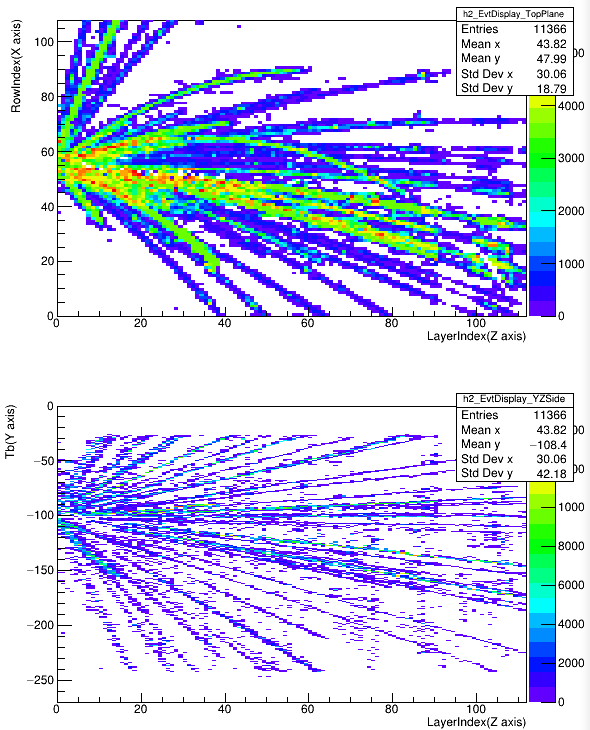 h2_EvtDisplay_TopPlane
Entries 11366
Mean x 43.82
Mean y 47.99
Std Dev x 30.06
Std Dev y 18.79
RowIndex(X axis)
100
80
60
40
20
0
0 20 40 60 80 100
LayerIndex(Z axis)
4000
3000
2000
1000
0
h2_EvtDisplay_YZSide
Entries 11366
Mean x 43.82
Mean y −108.4
Std Dev x 30.06
Std Dev y 42.18
Tb(Y axis)
0
−50
−100
−150
−200
−250
0 20 40 60 80 100
LayerIndex(Z axis)
8000
6000
4000
2000
0